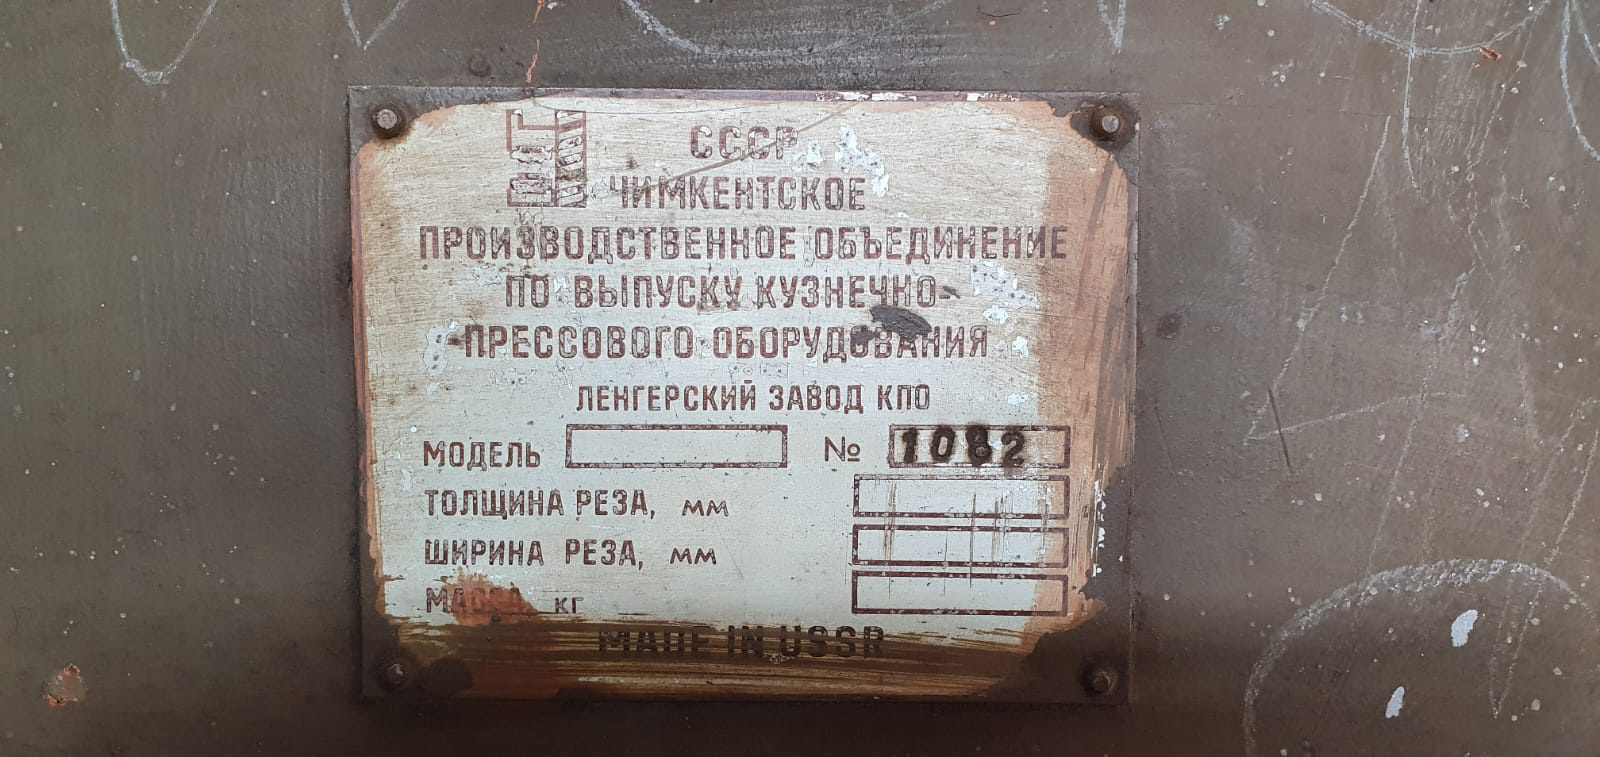 СССР
ЧИМКЕНТСКОЕ
ПРОИЗВОДСТВЕННОЕ ОБЪЕДИНЕНИЕ
ПО ВЫПУСКУ КУЗНЕЧНО-
-ПРЕССОВОГО ОБОРУДОВАНИЯ
ЛЕНГЕРСКИЙ ЗАВОД КПО
МОДЕЛЬ № 1082
ТОЛЩИНА РЕЗА, мм
ШИРИНА РЕЗА, мм
МАССА, кг
MADE IN USSR